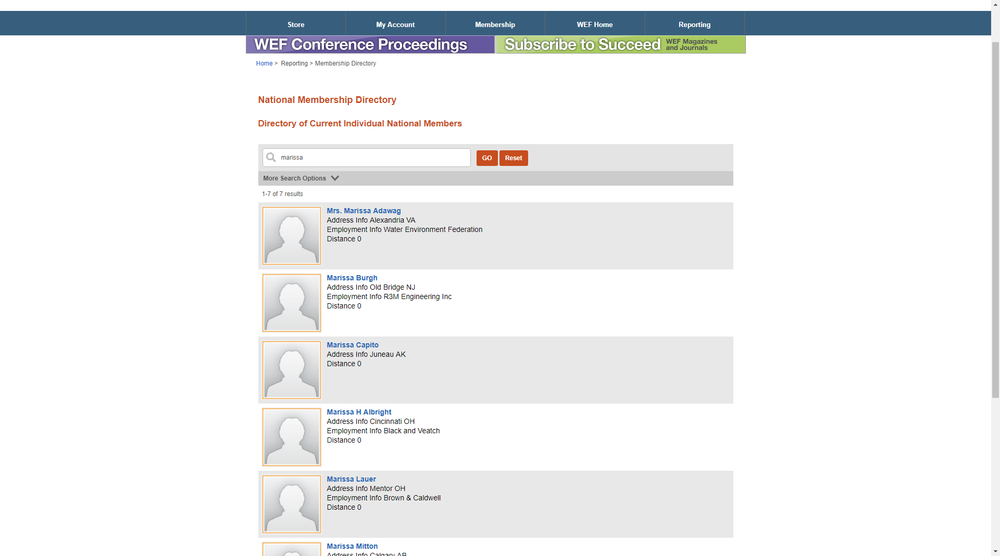 Store
My Account
Membership
WEF Home
Reporting
WEF Conference Proceedings
Subscribe to Succeed
WEF Magazines
and Journals
Home > Reporting > Membership Directory
National Membership Directory
Directory of Current Individual National Members
marissa
GO
Reset
More Search Options
1-7 of 7 results
Mrs. Marissa Adawag
Address Info Alexandria VA
Employment Info Water Environment Federation
Distance 0
Marissa Burgh
Address Info Old Bridge NJ
Employment Info R3M Engineering Inc
Distance 0
Marissa Capito
Address Info Juneau AK
Distance 0
Marissa H Albright
Address Info Cincinnati OH
Employment Info Black and Veatch
Distance 0
Marissa Lauer
Address Info Mentor OH
Employment Info Brown & Caldwell
Distance 0
Marissa Mitton
Address Info Calgary AB